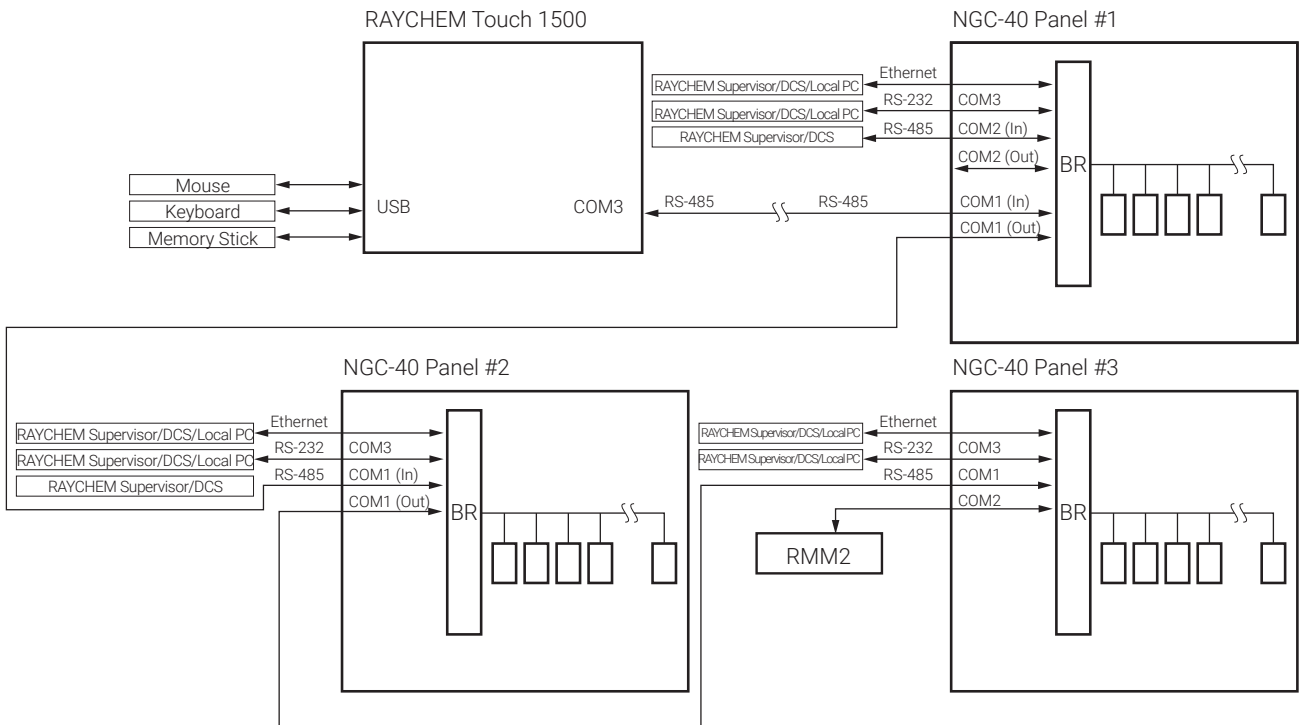 RAYCHEM Touch 1500
NGC-40 Panel #1
Ethernet
RAYCHEM Supervisor/DCS/Local PC
RS-232 COM3
RAYCHEM Supervisor/DCS/Local PC
RS-485 COM2 (In)
RAYCHEM Supervisor/DCS
COM2 (Out)
BR
Mouse
Keyboard
Memory Stick
USB
COM3
RS-485
RS-485
COM1 (In)
COM1 (Out)
NGC-40 Panel #2
Ethernet
RAYCHEM Supervisor/DCS/Local PC
RS-232 COM3
RAYCHEM Supervisor/DCS/Local PC
RS-485 COM1 (In)
RAYCHEM Supervisor/DCS
COM1 (Out)
BR
NGC-40 Panel #3
Ethernet
RAYCHEM Supervisor/DCS/Local PC
RS-232 COM3
RAYCHEM Supervisor/DCS/Local PC
RS-485 COM1
COM2
BR
RMM2